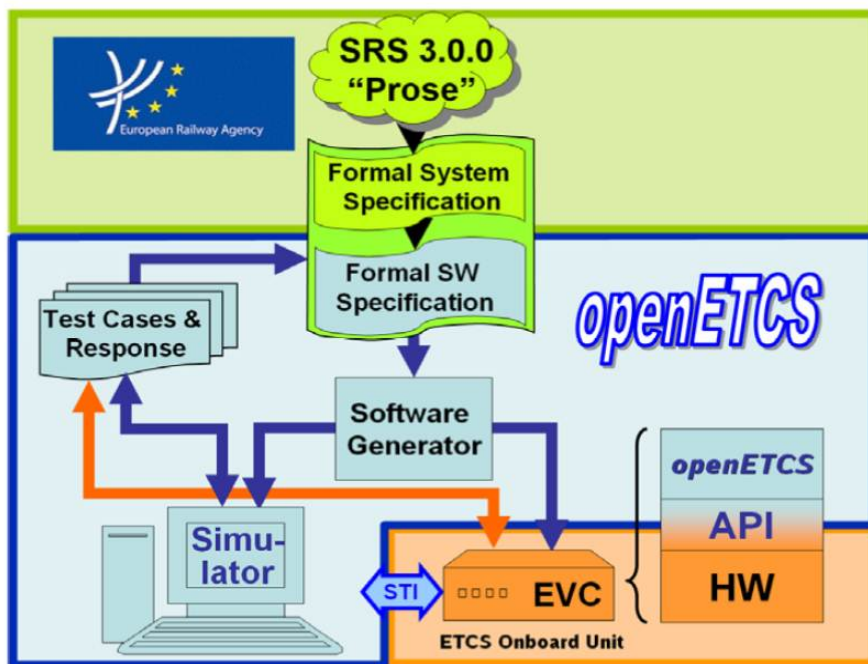 SRS 3.0.0
“Prose”
European Railway Agency
Formal System
Specification
Formal SW
Specification
Test Cases &
Response
openETCS
Software
Generator
openETCS
API
HW
Simu-
lator
STI
EVC
ETCS Onboard Unit